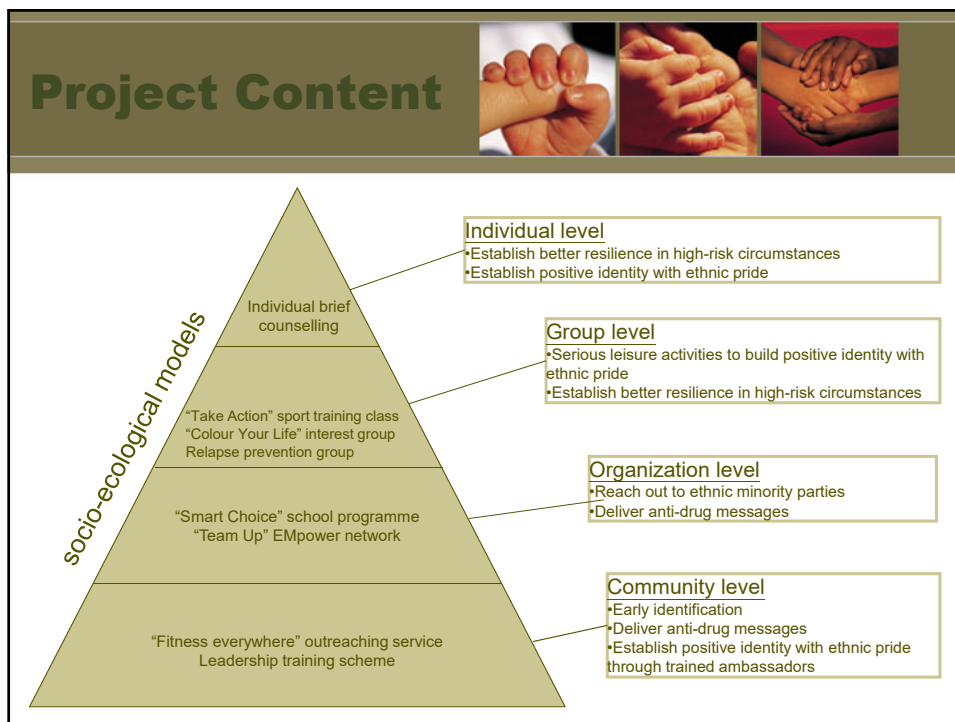 Project Content
socio-ecological models
Individual brief
counselling
“Take Action” sport training class
“Colour Your Life” interest group
Relapse prevention group
“Smart Choice” school programme
“Team Up” EMpower network
“Fitness everywhere” outreaching service
Leadership training scheme
Individual level
•Establish better resilience in high-risk circumstances
•Establish positive identity with ethnic pride
Group level
•Serious leisure activities to build positive identity with
ethnic pride
•Establish better resilience in high-risk circumstances
Organization level
•Reach out to ethnic minority parties
•Deliver anti-drug messages
Community level
•Early identification
•Deliver anti-drug messages
•Establish positive identity with ethnic pride
through trained ambassadors